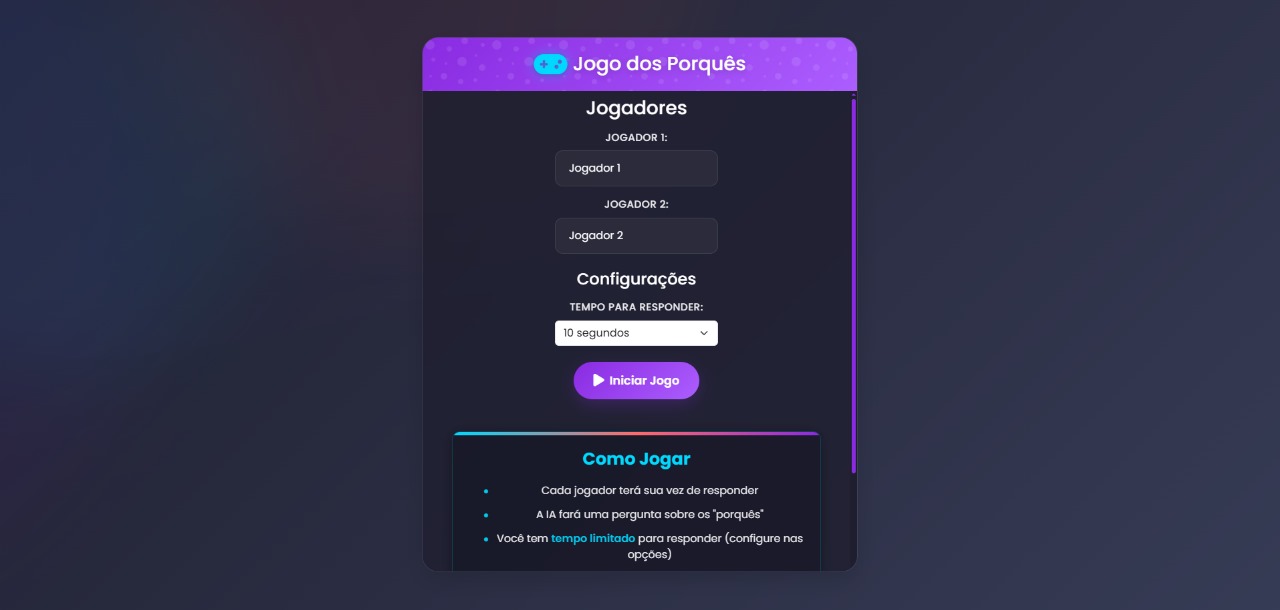 Jogo dos Porquês
Jogadores
JOGADOR 1:
Jogador 1
JOGADOR 2:
Jogador 2
Configurações
TEMPO PARA RESPONDER:
10 segundos
Iniciar Jogo
Como Jogar
Cada jogador terá sua vez de responder
A IA fará uma pergunta sobre os "porquês"
Você tem tempo limitado para responder (configure nas
opções)